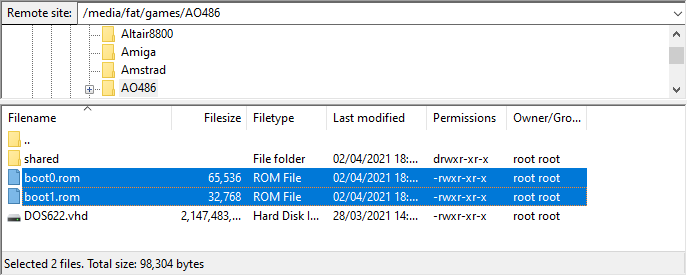 Remote site: /media/fat/games/AO486
Altair8800
Amiga
Amstrad
AO486
Filename Filesize Filetype Last modified Permissions Owner/Gro...
..
shared File folder 02/04/2021 18:... drwxr-xr-x root root
boot0.rom 65,536 ROM File 02/04/2021 18:... -rwxr-xr-x root root
boot1.rom 32,768 ROM File 02/04/2021 18:... -rwxr-xr-x root root
DOS622.vhd 2,147,483,... Hard Disk I... 28/03/2021 14:... -rwxr-xr-x root root
Selected 2 files. Total size: 98,304 bytes